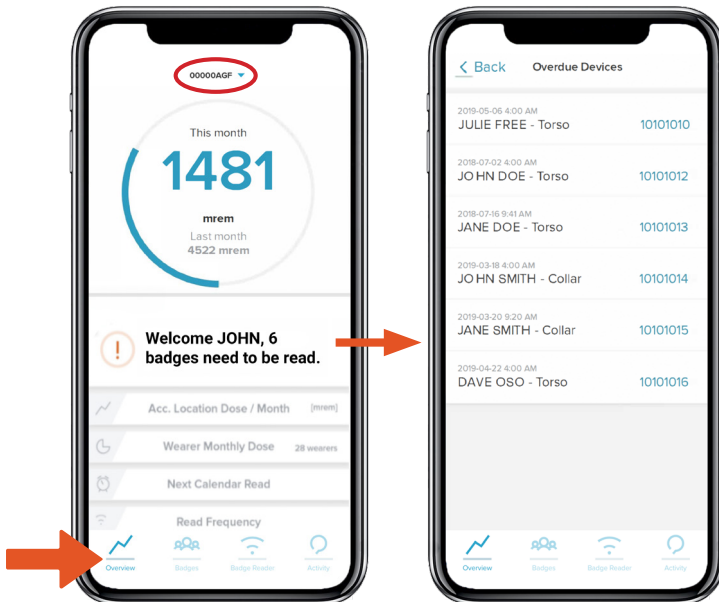 00000AGF
This month
1481
mrem
Last month
4522 mrem
!
Welcome JOHN, 6
badges need to be read.
Acc. Location Dose / Month [mrem]
Wearer Monthly Dose 28 wearers
Next Calendar Read
Read Frequency
Overview Badges Badge Reader Activity
Back Overdue Devices
2019-05-06 4:00 AM
JULIE FREE - Torso 10101010
2018-07-02 4:00 AM
JOHN DOE - Torso 10101012
2018-07-16 9:41 AM
JANE DOE - Torso 10101013
2019-03-18 4:00 AM
JOHN SMITH - Collar 10101014
2019-03-20 9:20 AM
JANE SMITH - Collar 10101015
2019-04-22 4:00 AM
DAVE OSO - Torso 10101016
Overview Badges Badge Reader Activity